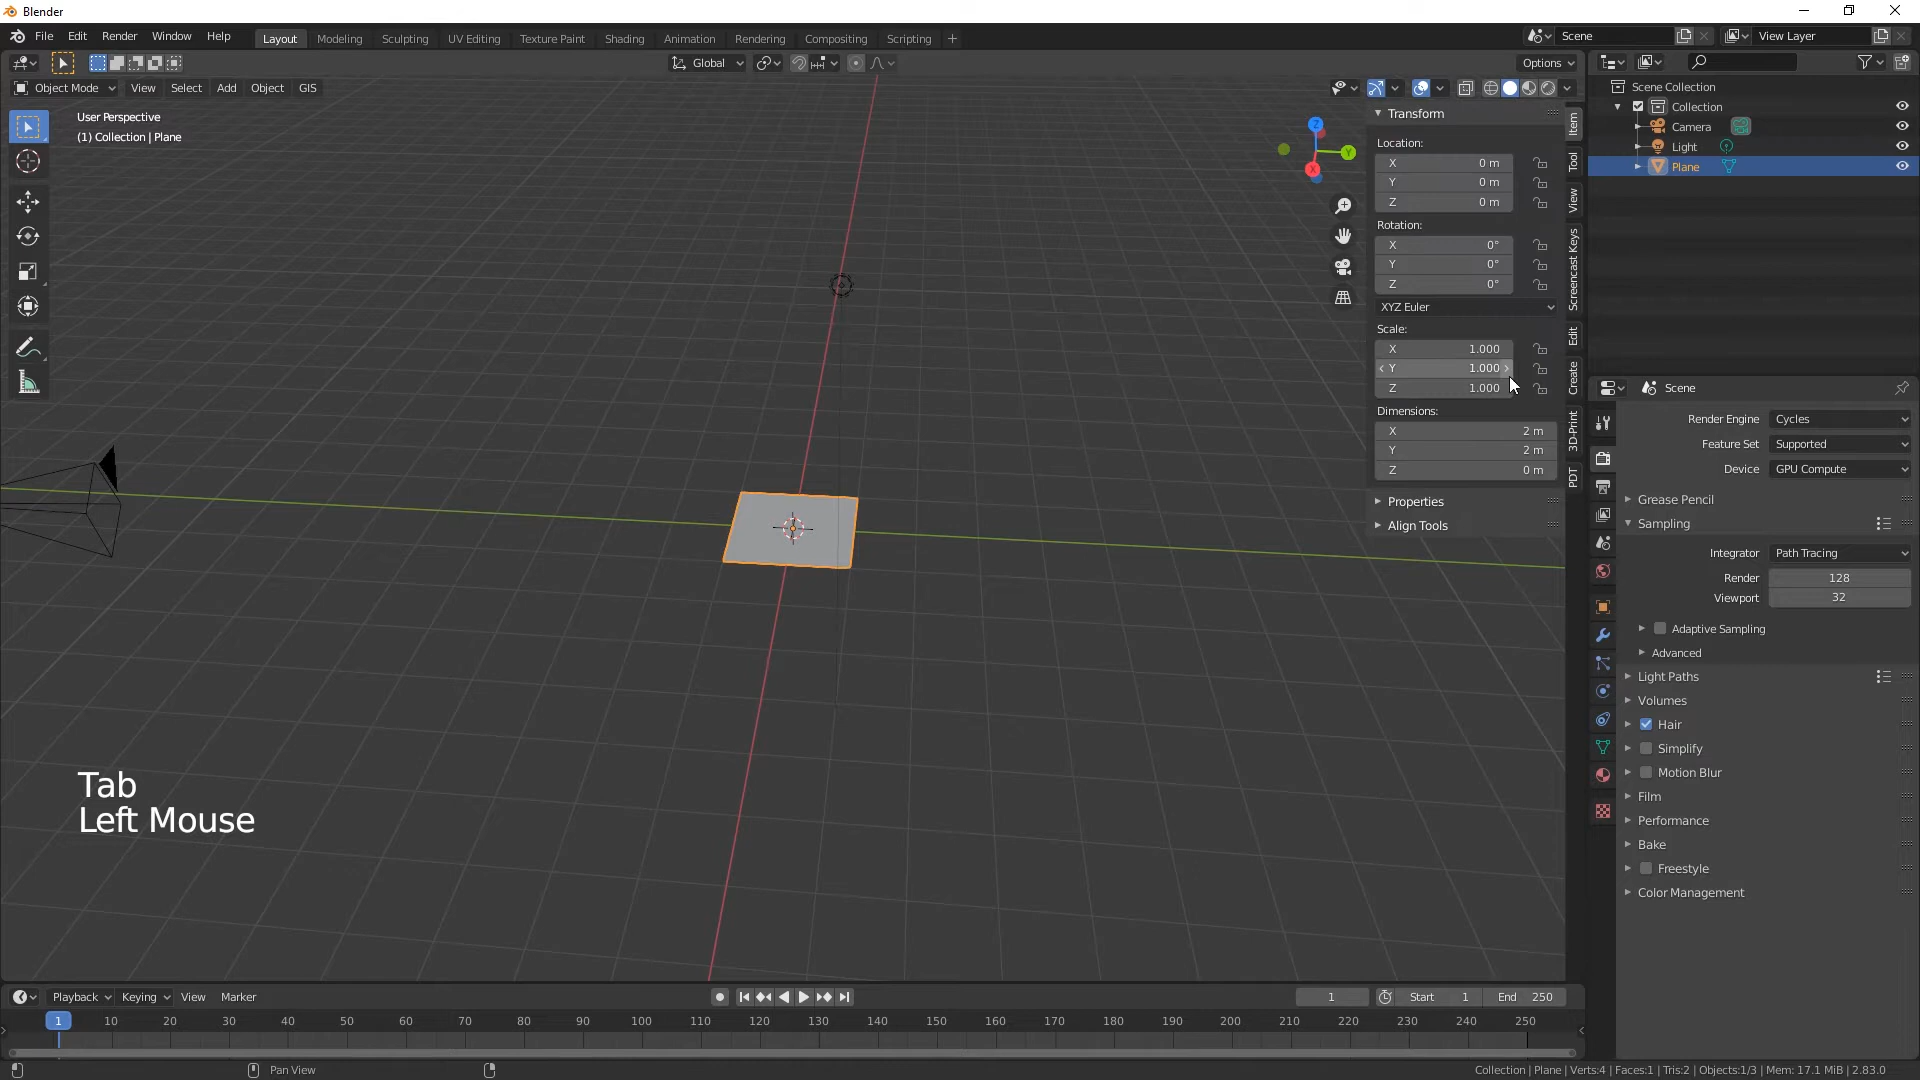 Blender
File Edit Render Window Help Layout Modeling Sculpting UV Editing Texture Paint Shading Animation Rendering Compositing Scripting + Scene View Layer
Global Options
Object Mode View Select Add Object GIS
User Perspective
(1) Collection | Plane
Z
Y
X
Transform
Location:
X 0 m
Y 0 m
Z 0 m
Rotation:
X 0°
Y 0°
Z 0°
XYZ Euler
Scale:
X 1.000
Y 1.000
Z 1.000
Dimensions:
X 2 m
Y 2 m
Z 0 m
Properties
Align Tools
Item
Tool
View
Screencast Keys
Edit
Create
3D-Print
PDT
Scene Collection
Collection
Camera
Light
Plane
Scene
Render Engine Cycles
Feature Set Supported
Device GPU Compute
Grease Pencil
Sampling
Integrator Path Tracing
Render 128
Viewport 32
Adaptive Sampling
Advanced
Light Paths
Volumes
Hair
Simplify
Motion Blur
Film
Performance
Bake
Freestyle
Color Management
Tab
Left Mouse
Playback Keying View Marker 1 Start 1 End 250
1 10 20 30 40 50 60 70 80 90 100 110 120 130 140 150 160 170 180 190 200 210 220 230 240 250
Pan View Collection | Plane | Verts:4 | Faces:1 | Tris:2 | Objects:1/3 | Mem: 17.1 MiB | 2.83.0